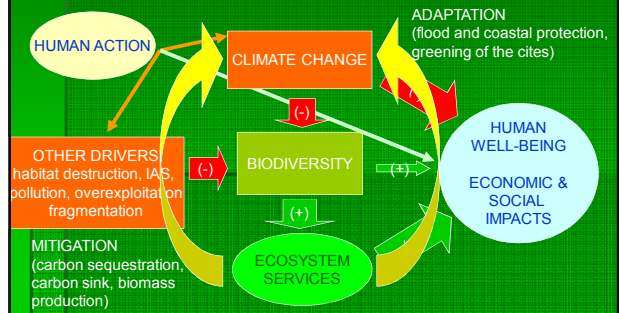 ADAPTATION
(flood and coastal protection,
greening of the cites)
HUMAN ACTION
CLIMATE CHANGE
(-)
HUMAN
WELL-BEING
ECONOMIC &
SOCIAL
IMPACTS
OTHER DRIVERS
habitat destruction, IAS,
pollution, overexploitation
fragmentation
(-)
BIODIVERSITY
(+)
(+)
MITIGATION
(carbon sequestration,
carbon sink, biomass
production)
ECOSYSTEM
SERVICES